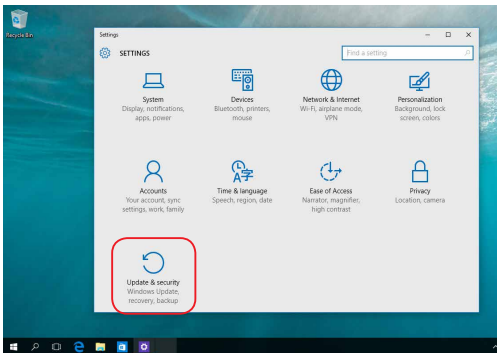 Recycle Bin
Settings
SETTINGS
Find a setting
System
Display, notifications,
apps, power
Devices
Bluetooth, printers,
mouse
Network & Internet
Wi-Fi, airplane mode,
VPN
Personalization
Background, lock
screen, colors
Accounts
Your account, sync
settings, work, family
Time & language
Speech, region, date
Ease of Access
Narrator, magnifier,
high contrast
Privacy
Location, camera
Update & security
Windows Update,
recovery, backup